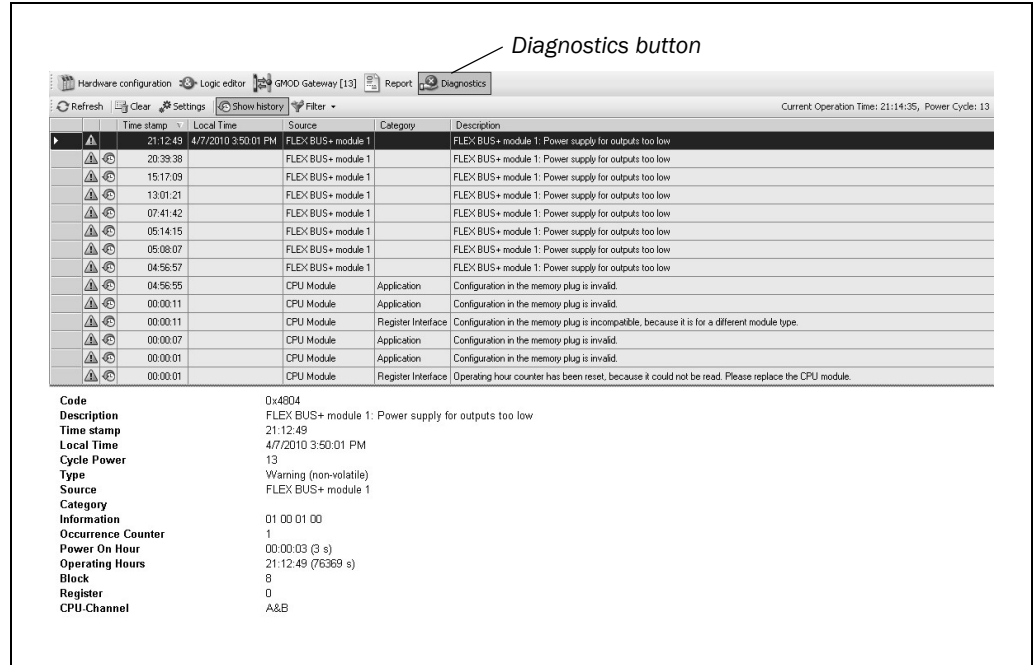 Diagnostics button
Hardware configuration Logic editor GMOD Gateway [13] Report Diagnostics
Refresh Clear Settings Show history Filter Current Operation Time: 21:14:35, Power Cycle: 13
Time stamp Local Time Source Category Description
21:12:49 4/7/2010 3:50:01 PM FLEX BUS+ module 1 FLEX BUS+ module 1: Power supply for outputs too low
20:39:38 FLEX BUS+ module 1 FLEX BUS+ module 1: Power supply for outputs too low
15:17:09 FLEX BUS+ module 1 FLEX BUS+ module 1: Power supply for outputs too low
13:01:21 FLEX BUS+ module 1 FLEX BUS+ module 1: Power supply for outputs too low
07:41:42 FLEX BUS+ module 1 FLEX BUS+ module 1: Power supply for outputs too low
05:14:15 FLEX BUS+ module 1 FLEX BUS+ module 1: Power supply for outputs too low
05:08:07 FLEX BUS+ module 1 FLEX BUS+ module 1: Power supply for outputs too low
04:56:57 FLEX BUS+ module 1 FLEX BUS+ module 1: Power supply for outputs too low
04:56:55 CPU Module Application Configuration in the memory plug is invalid.
00:00:11 CPU Module Application Configuration in the memory plug is invalid.
00:00:11 CPU Module Register Interface Configuration in the memory plug is incompatible, because it is for a different module type.
00:00:07 CPU Module Application Configuration in the memory plug is invalid.
00:00:01 CPU Module Application Configuration in the memory plug is invalid.
00:00:01 CPU Module Register Interface Operating hour counter has been reset, because it could not be read. Please replace the CPU module.
Code 0x4804
Description FLEX BUS+ module 1: Power supply for outputs too low
Time stamp 21:12:49
Local Time 4/7/2010 3:50:01 PM
Cycle Power 13
Type Warning (non-volatile)
Source FLEX BUS+ module 1
Category
Information 01 00 01 00
Occurrence Counter 1
Power On Hour 00:00:03 (3 s)
Operating Hours 21:12:49 (76369 s)
Block 8
Register 0
CPU-Channel A&B